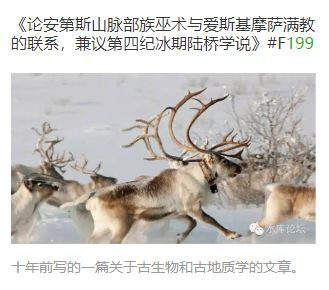 《论安第斯山脉部族巫术与爱斯基摩萨满教
的联系，兼议第四纪冰期陆桥学说》#F199
水库论坛
十年前写的一篇关于古生物和古地质学的文章。